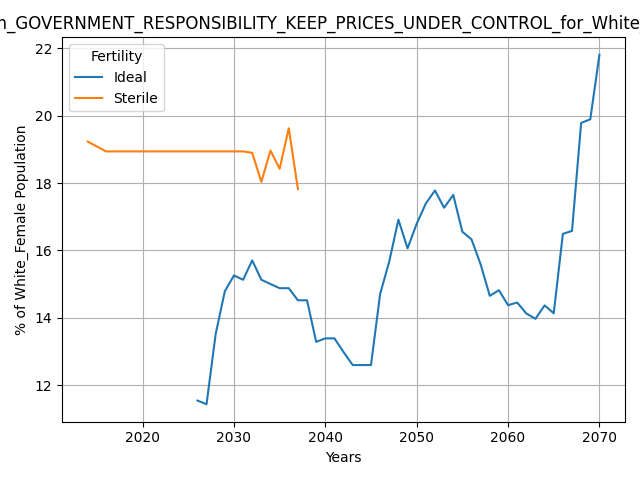 _GOVERNMENT_RESPONSIBILITY_KEEP_PRICES_UNDER_CONTROL_for_White
Fertility
Ideal
Sterile
% of White_Female Population
22
20
18
16
14
12
2020 2030 2040 2050 2060 2070
Years